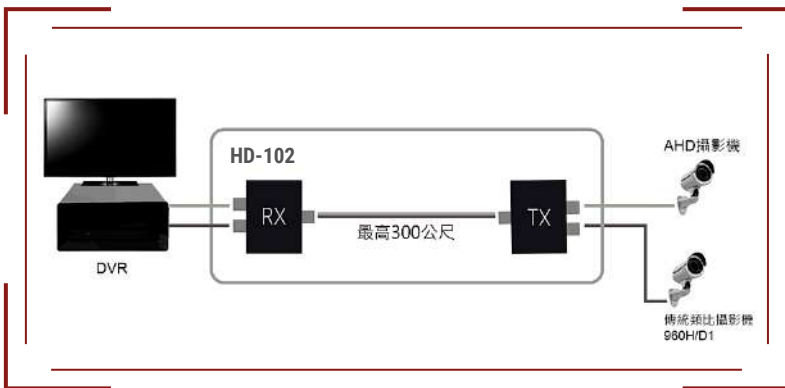 HD-102
AHD攝影機
RX
TX
最高300公尺
DVR
傳統類比攝影機
960H/D1